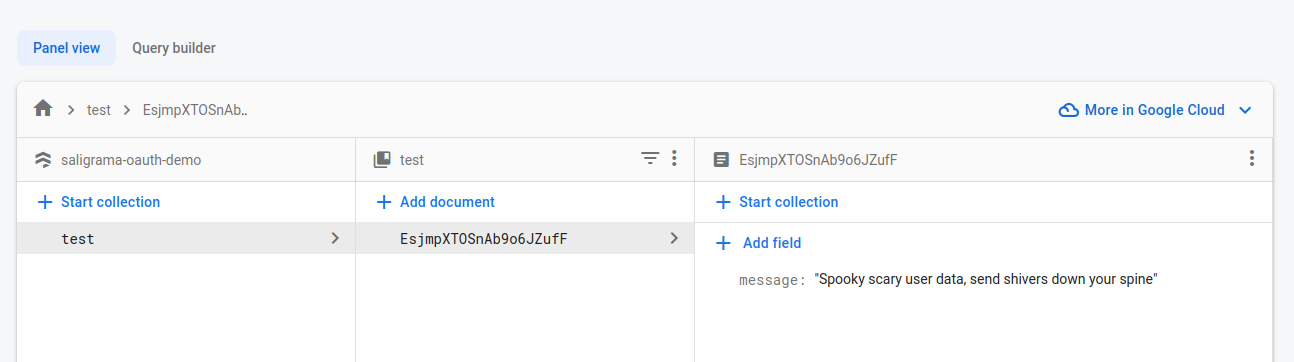 Panel view Query builder
test EsjmpXTOSnAb.. More in Google Cloud
saligrama-oauth-demo test EsjmpXTOSnAb9o6JZufF
Start collection Add document Start collection
test EsjmpXTOSnAb9o6JZufF Add field
message: "Spooky scary user data, send shivers down your spine"